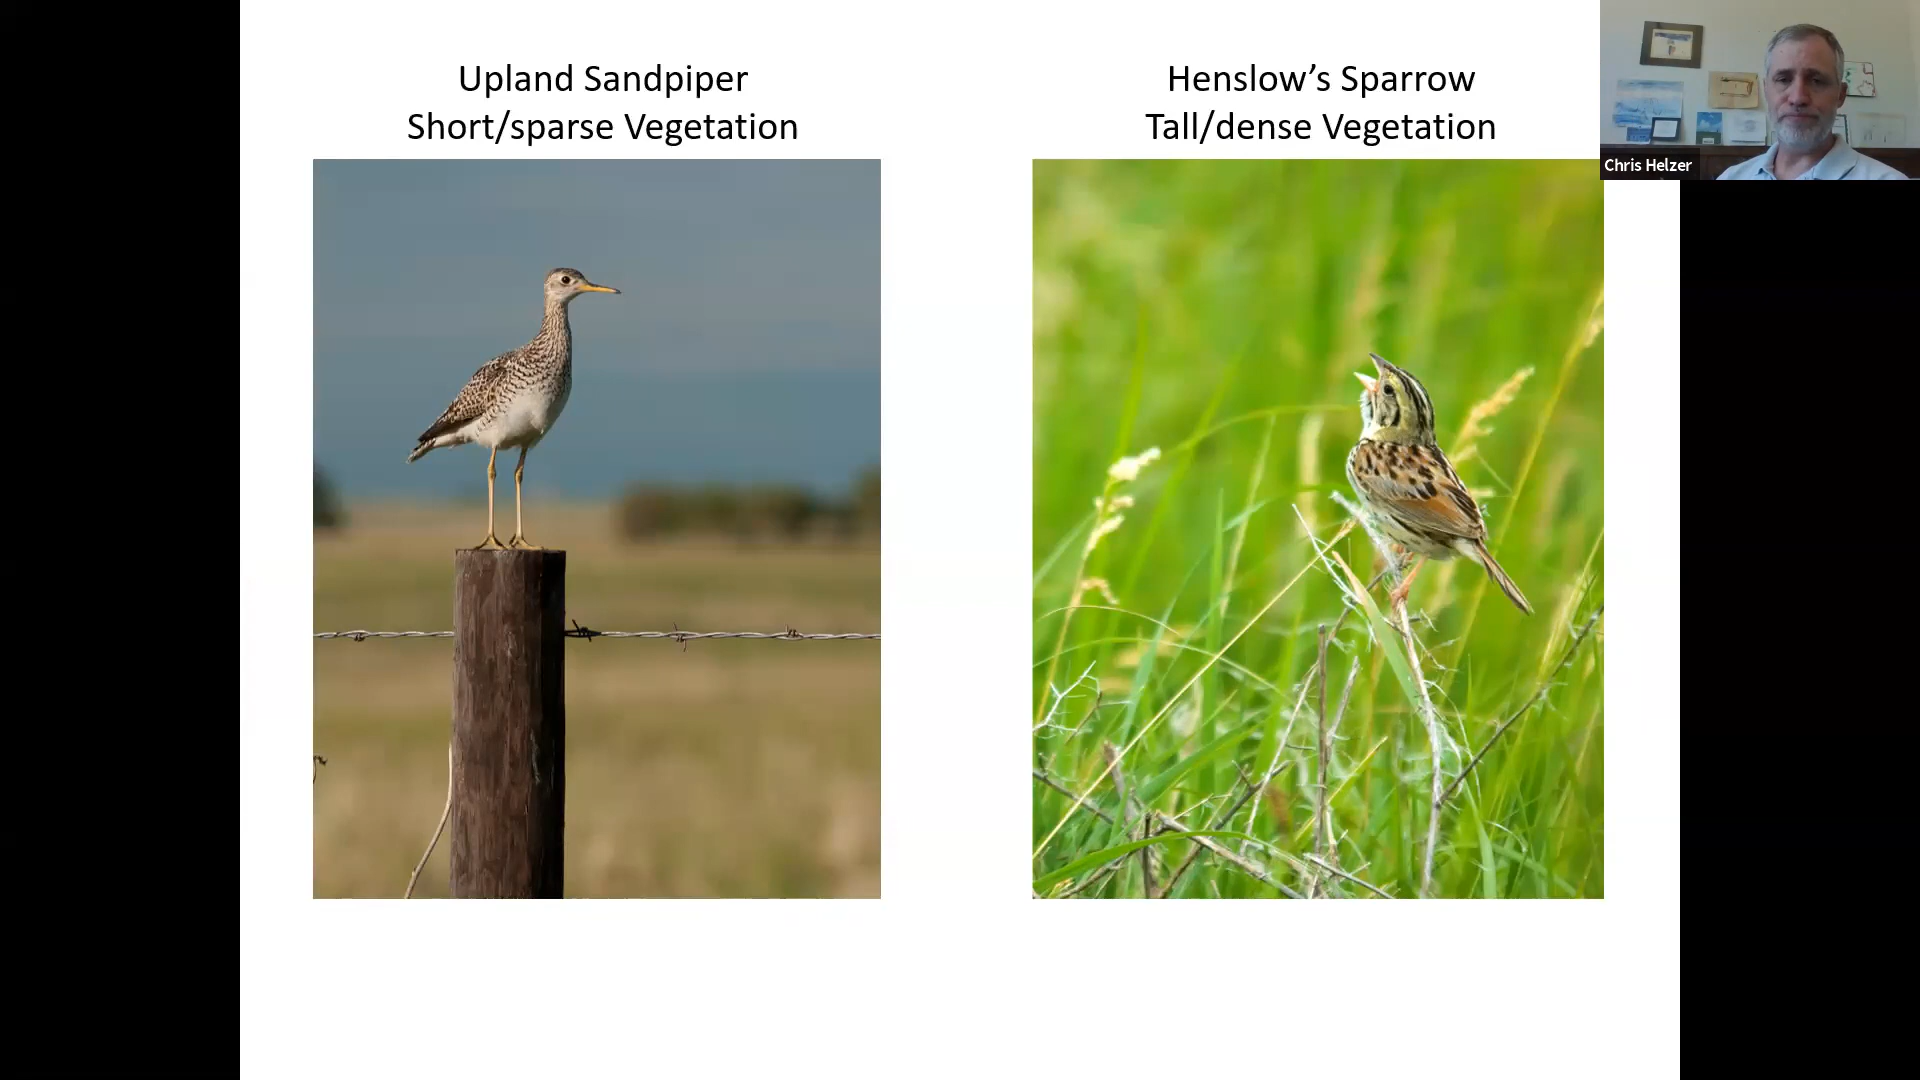 Upland Sandpiper
Short/sparse Vegetation
Henslow’s Sparrow
Tall/dense Vegetation
Chris Helzer